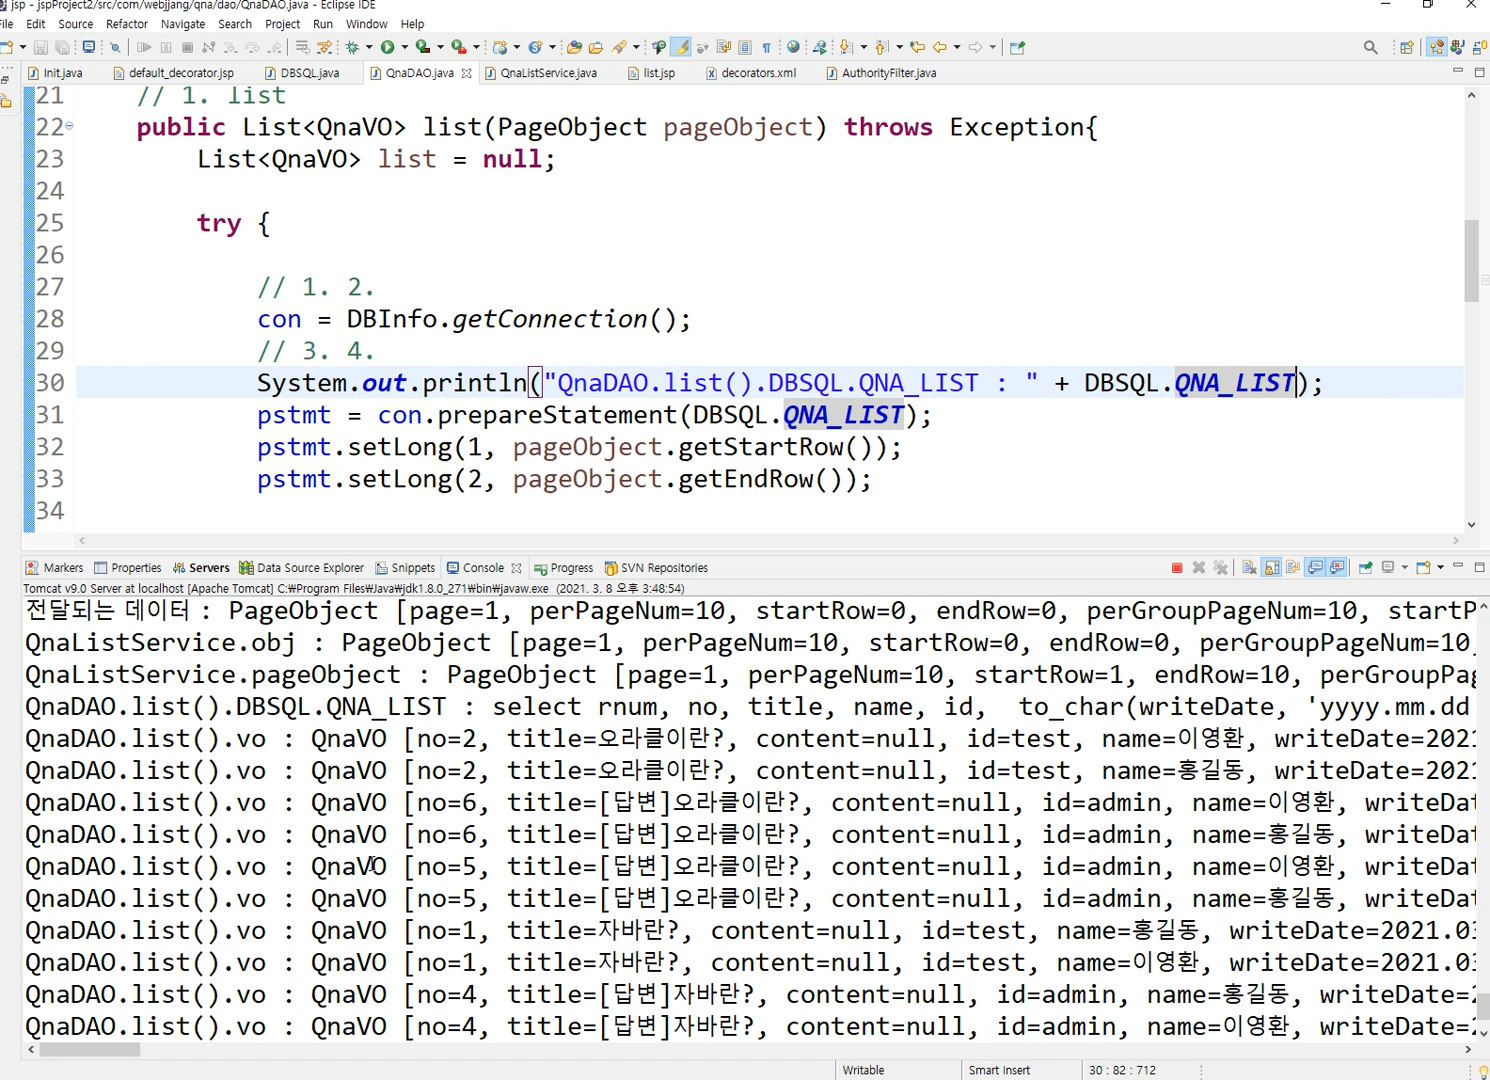 jsp - jspProject2/src/com/webjjang/qna/dao/QnaDAO.java - Eclipse IDE
File Edit Source Refactor Navigate Search Project Run Window Help
Init.java default_decorator.jsp DBSQL.java QnaDAO.java QnaListService.java list.jsp decorators.xml AuthorityFilter.java
21 // 1. list
22 public List<QnaVO> list(PageObject pageObject) throws Exception{
23 List<QnaVO> list = null;
24
25 try {
26
27 // 1. 2.
28 con = DBInfo.getConnection();
29 // 3. 4.
30 System.out.println("QnaDAO.list().DBSQL.QNA_LIST : " + DBSQL.QNA_LIST);
31 pstmt = con.prepareStatement(DBSQL.QNA_LIST);
32 pstmt.setLong(1, pageObject.getStartRow());
33 pstmt.setLong(2, pageObject.getEndRow());
34
Markers Properties Servers Data Source Explorer Snippets Console Progress SVN Repositories
Tomcat v9.0 Server at localhost [Apache Tomcat] C:₩Program Files₩Java₩jdk1.8.0_271₩bin₩javaw.exe (2021. 3. 8 오후 3:48:54)
전달되는 데이터 : PageObject [page=1, perPageNum=10, startRow=0, endRow=0, perGroupPageNum=10, startP
QnaListService.obj : PageObject [page=1, perPageNum=10, startRow=0, endRow=0, perGroupPageNum=10,
QnaListService.pageObject : PageObject [page=1, perPageNum=10, startRow=1, endRow=10, perGroupPag
QnaDAO.list().DBSQL.QNA_LIST : select rnum, no, title, name, id, to_char(writeDate, 'yyyy.mm.dd
QnaDAO.list().vo : QnaVO [no=2, title=오라클이란?, content=null, id=test, name=이영환, writeDate=2021
QnaDAO.list().vo : QnaVO [no=2, title=오라클이란?, content=null, id=test, name=홍길동, writeDate=2021
QnaDAO.list().vo : QnaVO [no=6, title=[답변]오라클이란?, content=null, id=admin, name=이영환, writeDat
QnaDAO.list().vo : QnaVO [no=6, title=[답변]오라클이란?, content=null, id=admin, name=홍길동, writeDat
QnaDAO.list().vo : QnaVO [no=5, title=[답변]오라클이란?, content=null, id=admin, name=이영환, writeDat
QnaDAO.list().vo : QnaVO [no=5, title=[답변]오라클이란?, content=null, id=admin, name=홍길동, writeDat
QnaDAO.list().vo : QnaVO [no=1, title=자바란?, content=null, id=test, name=홍길동, writeDate=2021.03
QnaDAO.list().vo : QnaVO [no=1, title=자바란?, content=null, id=test, name=이영환, writeDate=2021.03
QnaDAO.list().vo : QnaVO [no=4, title=[답변]자바란?, content=null, id=admin, name=홍길동, writeDate=2
QnaDAO.list().vo : QnaVO [no=4, title=[답변]자바란?, content=null, id=admin, name=이영환, writeDate=2
Writable Smart Insert 30 : 82 : 712